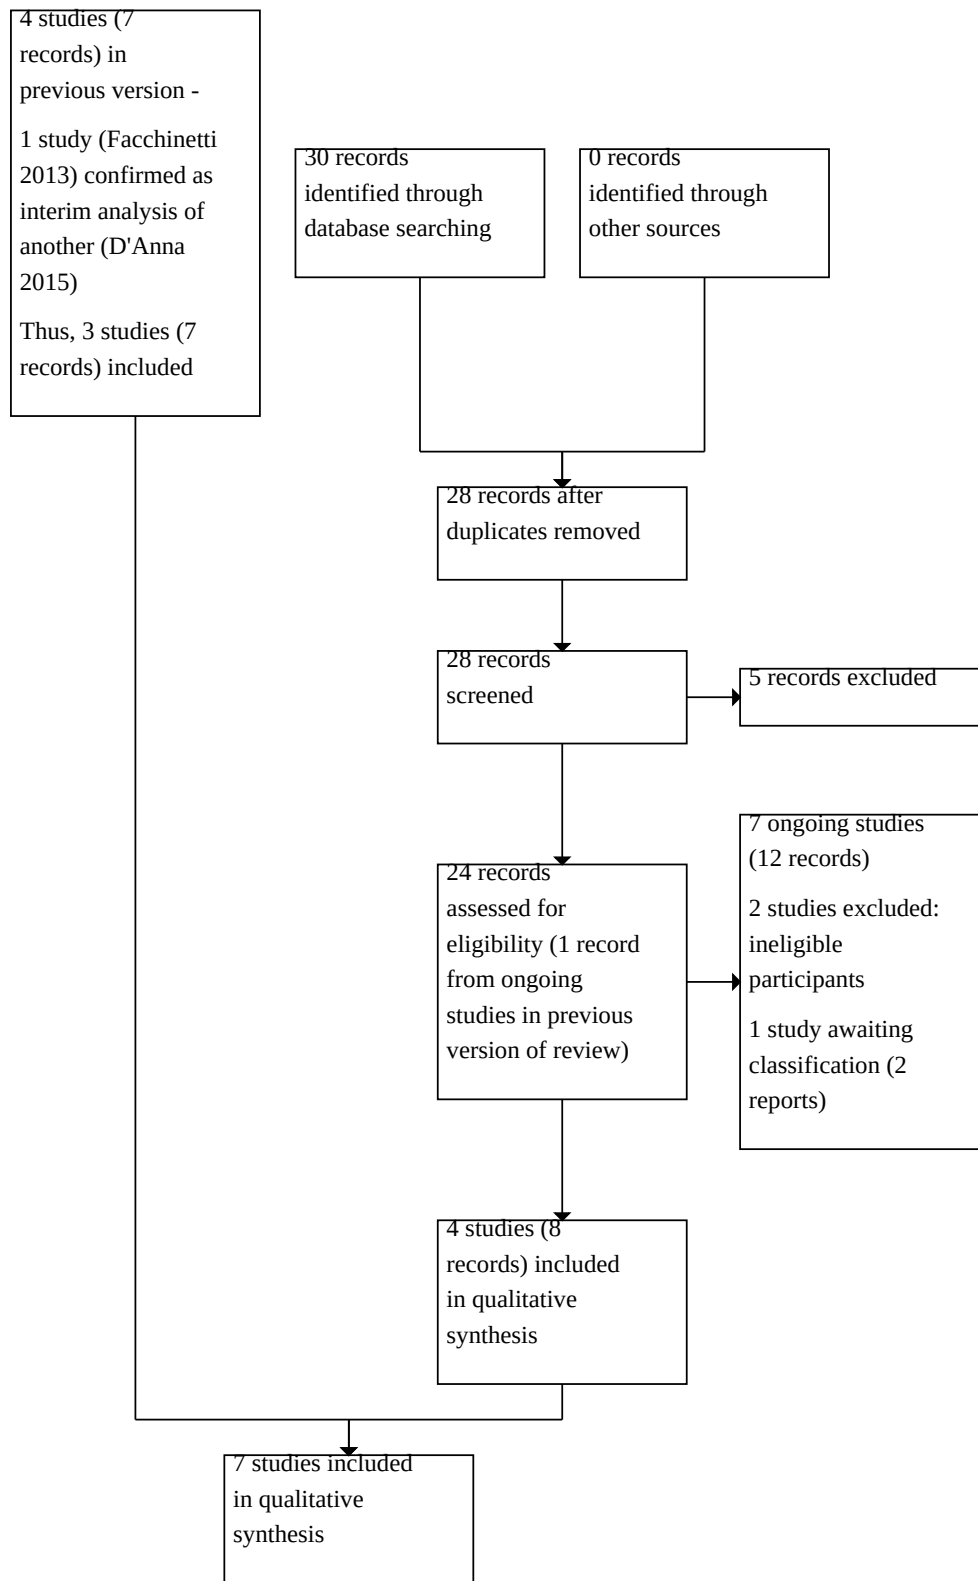 4 studies (7
records) in
previous version -
1 study (Facchinetti
2013) confirmed as
interim analysis of
another (D'Anna
2015)
Thus, 3 studies (7
records) included
30 records
identified through
database searching
0 records
identified through
other sources
28 records after
duplicates removed
28 records
screened
5 records excluded
24 records
assessed for
eligibility (1 record
from ongoing
studies in previous
version of review)
7 ongoing studies
(12 records)
2 studies excluded:
ineligible
participants
1 study awaiting
classification (2
reports)
4 studies (8
records) included
in qualitative
synthesis
7 studies included
in qualitative
synthesis